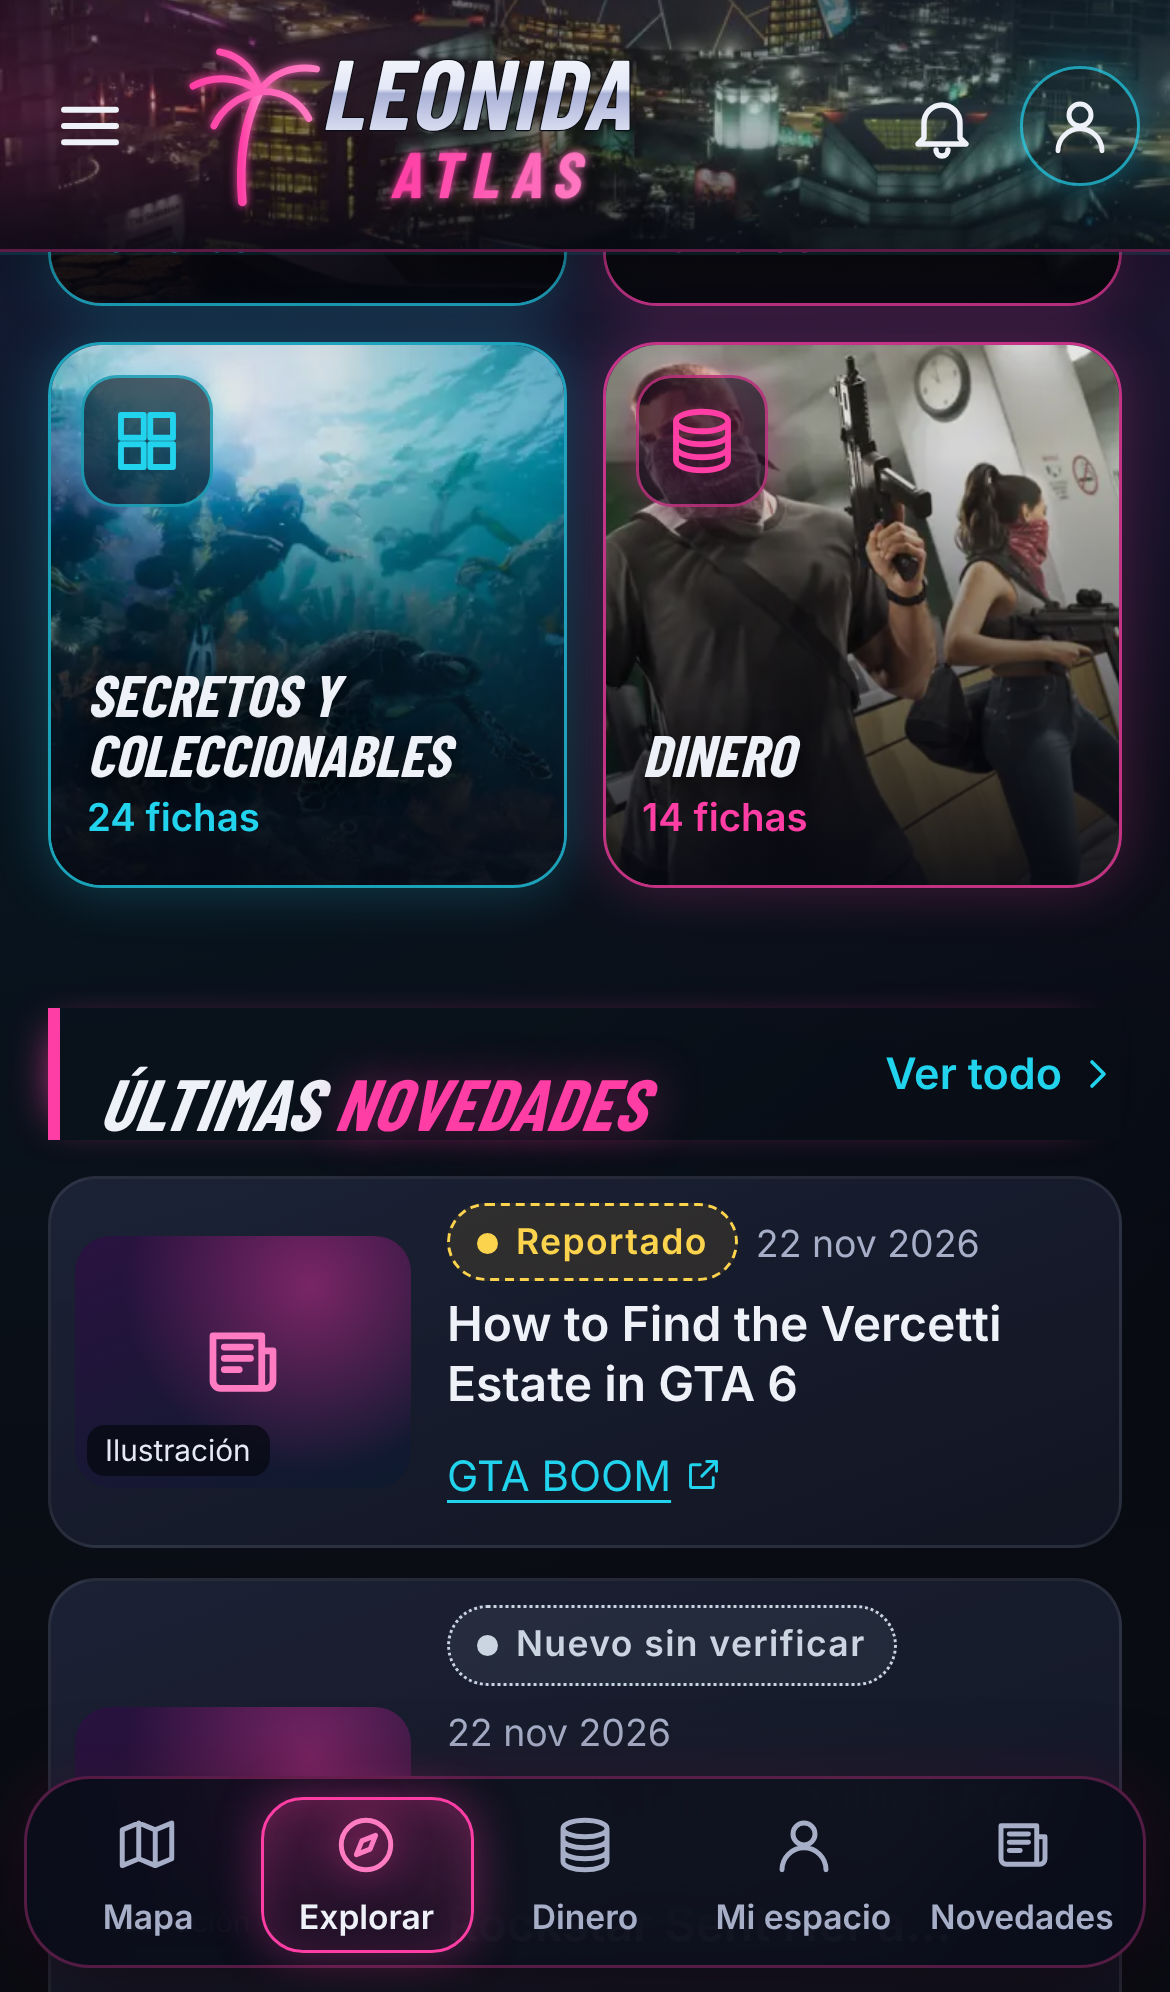 LEONIDA
ATLAS
SECRETOS Y
COLECCIONABLES
24 fichas
DINERO
14 fichas
ÚLTIMAS NOVEDADES
Ver todo
Reportado
22 nov 2026
How to Find the Vercetti
Estate in GTA 6
Ilustración
GTA BOOM
Nuevo sin verificar
22 nov 2026
Mapa
Explorar
Dinero
Mi espacio
Novedades